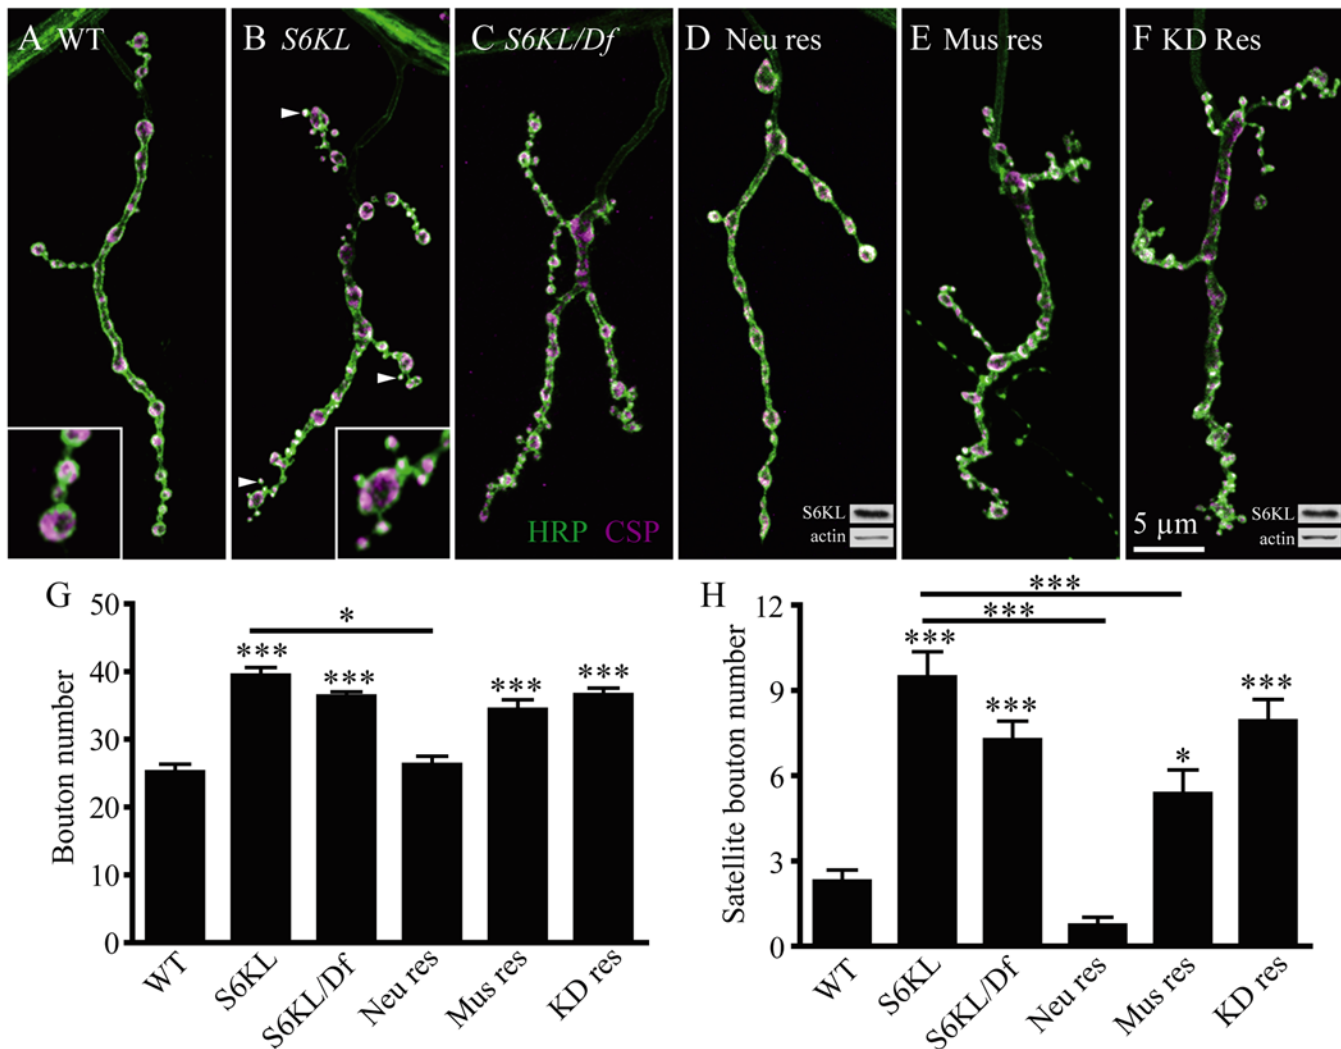 A WT
B S6KL
C S6KL/Df
D Neu res
E Mus res
F KD Res
HRP CSP
S6KL
actin
5 µm
S6KL
actin
G
Bouton number
50
40
30
20
10
0
*
***
***
***
***
WT
S6KL
S6KL/Df
Neu res
Mus res
KD res
H
Satellite bouton number
12
9
6
3
0
***
***
***
***
*
***
WT
S6KL
S6KL/Df
Neu res
Mus res
KD res